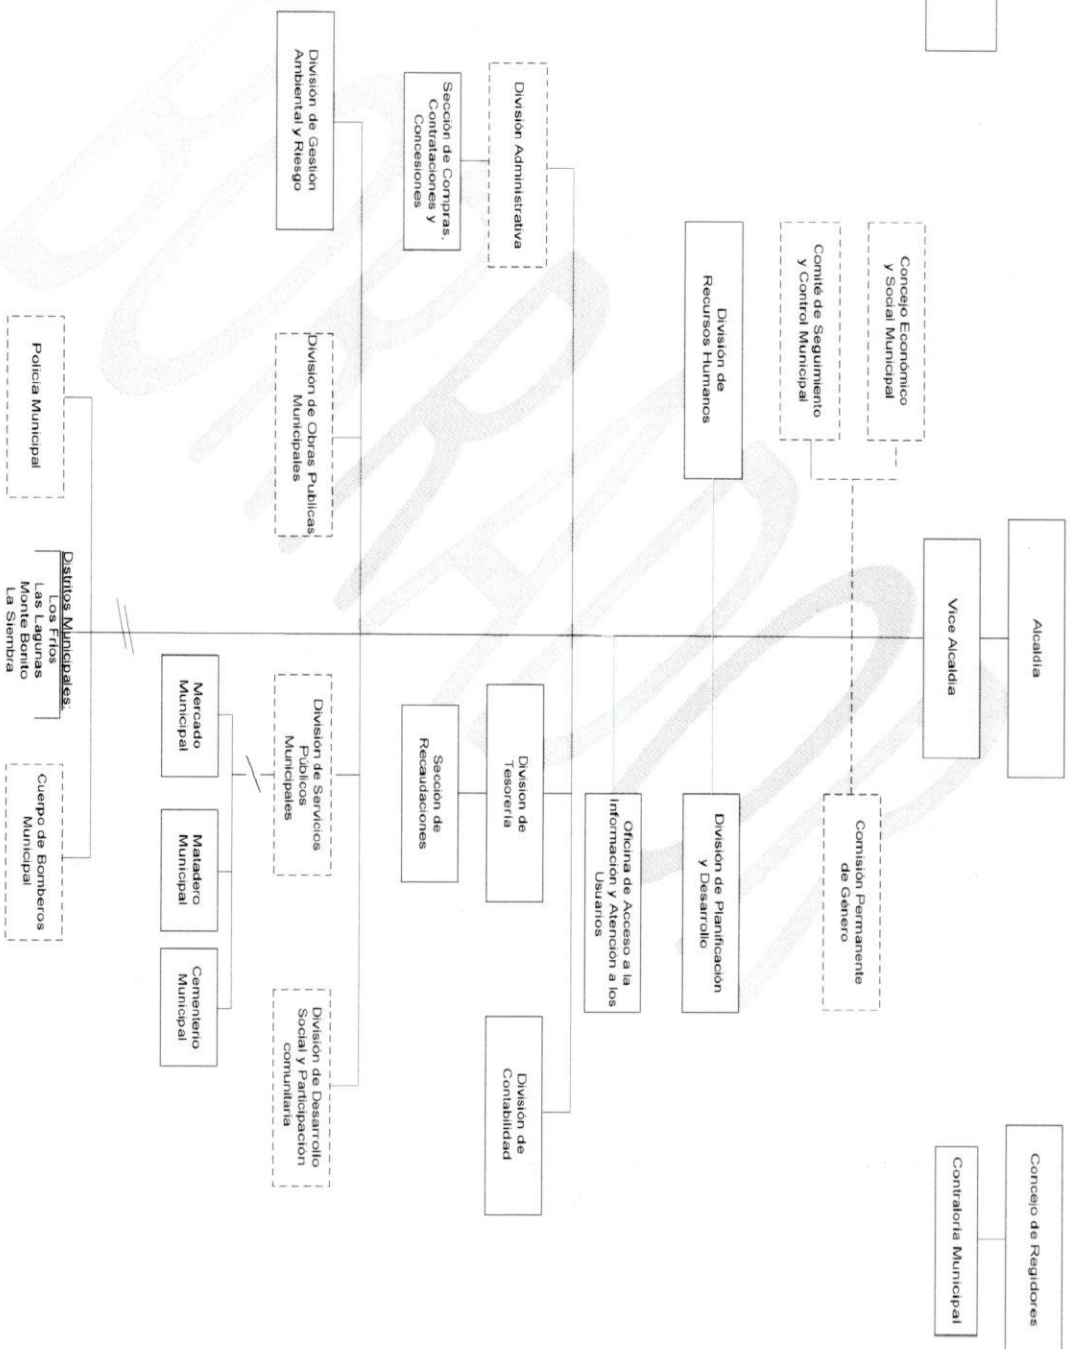 Alcaldía
Concejo de Regidores
Vice Alcaldía
Contraloría Municipal
Concejo Económico
y Social Municipal
Comité de Seguimiento
y Control Municipal
Comisión Permanente
de Género
División de
Recursos Humanos
División de Planificación
y Desarrollo
Oficina de Acceso a la
Información y Atención a los
Usuarios
División Administrativa
Division de
Tesorería
División de
Contabilidad
Sección de Compras,
Contrataciones y
Concesiones
Sección de
Recaudaciones
División de Gestión
Ambiental y Riesgo
División de Obras Publicas
Municipales
División de Servicios
Públicos
Municipales
División de Desarrollo
Social y Participación
comunitaria
Mercado
Municipal
Matadero
Municipal
Cementerio
Municipal
Policía Municipal
Distritos Municipales:
Los Fríos
Las Lagunas
Monte Bonito
La Siembra
Cuerpo de Bomberos
Municipal
BORRADOR